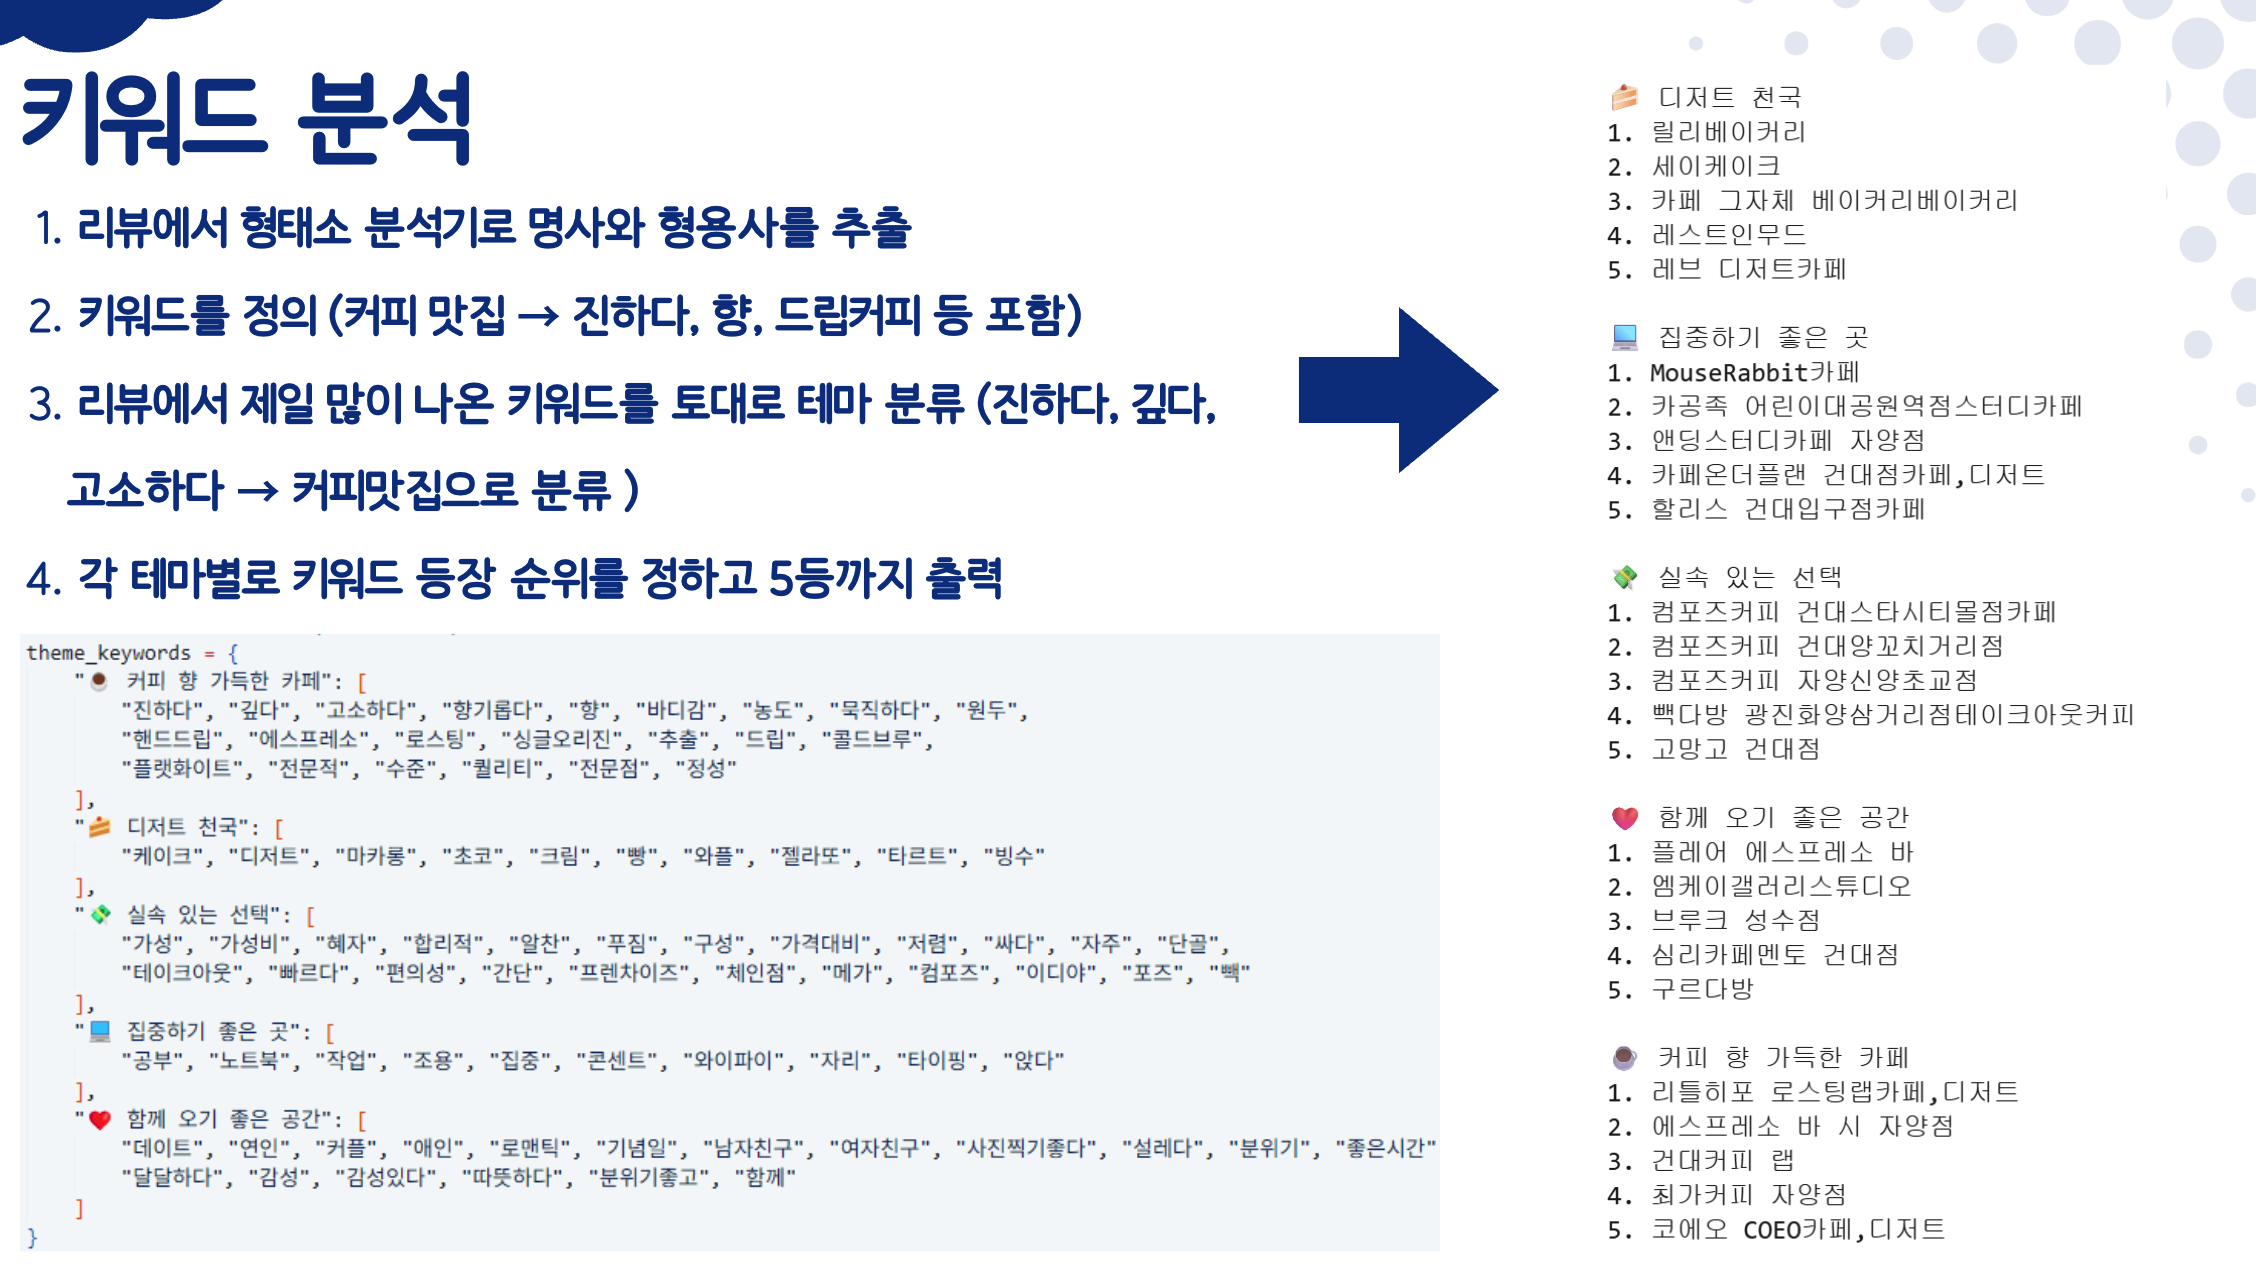 키워드 분석
1. 리뷰에서 형태소 분석기로 명사와 형용사를 추출
2. 키워드를 정의 (커피 맛집 → 진하다, 향, 드립커피 등 포함)
3. 리뷰에서 제일 많이 나온 키워드를 토대로 테마 분류 (진하다, 깊다,
고소하다 → 커피맛집으로 분류 )
4. 각 테마별로 키워드 등장 순위를 정하고 5등까지 출력
theme_keywords = {
"☕ 커피 향 가득한 카페": [
"진하다", "깊다", "고소하다", "향기롭다", "향", "바디감", "농도", "묵직하다", "원두",
"핸드드립", "에스프레소", "로스팅", "싱글오리진", "추출", "드립", "콜드브루",
"플랫화이트", "전문적", "수준", "퀄리티", "전문점", "정성"
],
"🍰 디저트 천국": [
"케이크", "디저트", "마카롱", "초코", "크림", "빵", "와플", "젤라또", "타르트", "빙수"
],
"💸 실속 있는 선택": [
"가성", "가성비", "혜자", "합리적", "알찬", "푸짐", "구성", "가격대비", "저렴", "싸다", "자주", "단골",
"테이크아웃", "빠르다", "편의성", "간단", "프렌차이즈", "체인점", "메가", "컴포즈", "이디야", "포즈", "빽"
],
"💻 집중하기 좋은 곳": [
"공부", "노트북", "작업", "조용", "집중", "콘센트", "와이파이", "자리", "타이핑", "앉다"
],
"❤️ 함께 오기 좋은 공간": [
"데이트", "연인", "커플", "애인", "로맨틱", "기념일", "남자친구", "여자친구", "사진찍기좋다", "설레다", "분위기", "좋은시간"
"달달하다", "감성", "감성있다", "따뜻하다", "분위기좋고", "함께"
]
}
🍰 디저트 천국
1. 릴리베이커리
2. 세이케이크
3. 카페 그자체 베이커리베이커리
4. 레스트인무드
5. 레브 디저트카페
💻 집중하기 좋은 곳
1. MouseRabbit카페
2. 카공족 어린이대공원역점스터디카페
3. 앤딩스터디카페 자양점
4. 카페온더플랜 건대점카페,디저트
5. 할리스 건대입구점카페
💸 실속 있는 선택
1. 컴포즈커피 건대스타시티몰점카페
2. 컴포즈커피 건대양꼬치거리점
3. 컴포즈커피 자양신양초교점
4. 빽다방 광진화양삼거리점테이크아웃커피
5. 고망고 건대점
❤️ 함께 오기 좋은 공간
1. 플레어 에스프레소 바
2. 엠케이갤러리스튜디오
3. 브루크 성수점
4. 심리카페멘토 건대점
5. 구르다방
☕ 커피 향 가득한 카페
1. 리틀히포 로스팅랩카페,디저트
2. 에스프레소 바 시 자양점
3. 건대커피 랩
4. 최가커피 자양점
5. 코에오 COEO카페,디저트